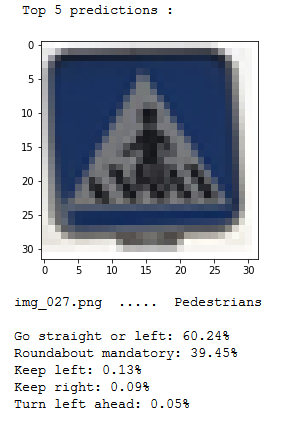 Top 5 predictions :
0
5
10
15
20
25
30
0 5 10 15 20 25 30
img_027.png ..... Pedestrians
Go straight or left: 60.24%
Roundabout mandatory: 39.45%
Keep left: 0.13%
Keep right: 0.09%
Turn left ahead: 0.05%